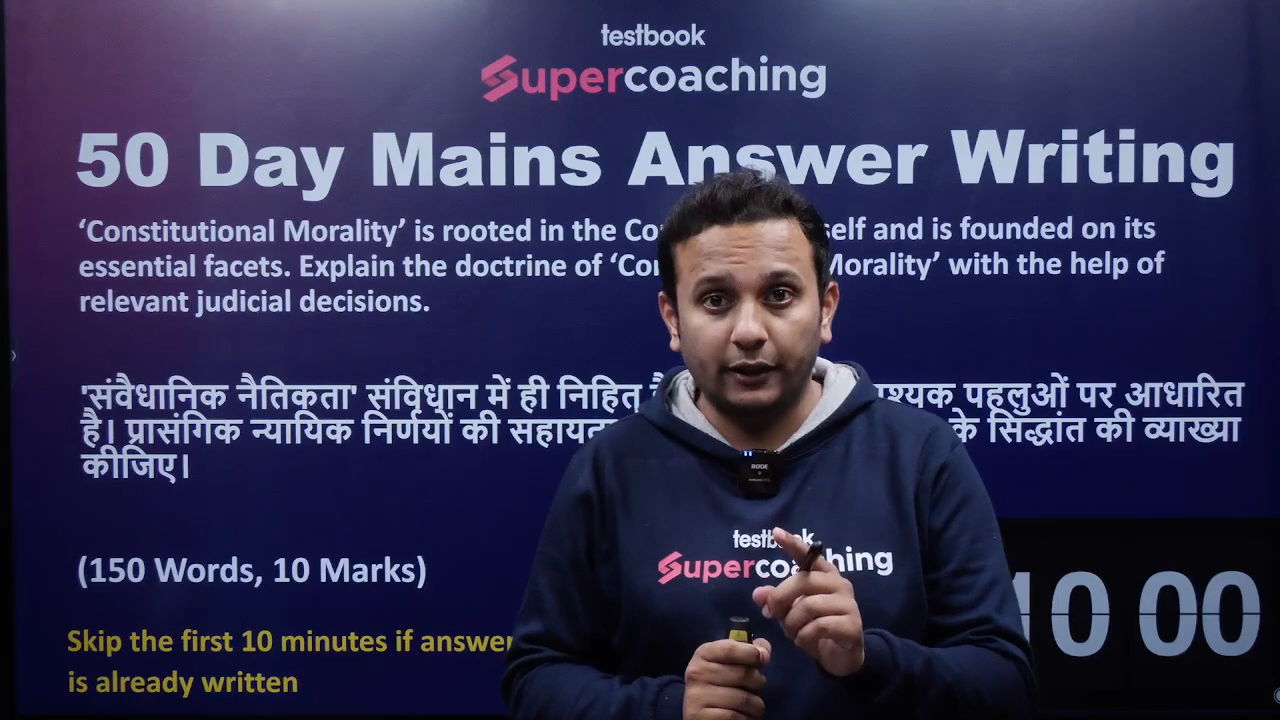 testbook
Supercoaching
50 Day Mains Answer Writing
‘Constitutional Morality’ is rooted in the and is founded on its
essential facets. Explain the doctrine of Morality’ with the help of
relevant judicial decisions.
'संवैधानिक नैतिकता' संविधान में ही निहित पहलुओं पर आधारित
है। प्रासंगिक न्यायिक निर्णयों की के सिद्धांत की व्याख्या
कीजिए।
(150 Words, 10 Marks)
Skip the first 10 minutes if answer
is already written
RØDE
testbook
Supercoaching
10 00